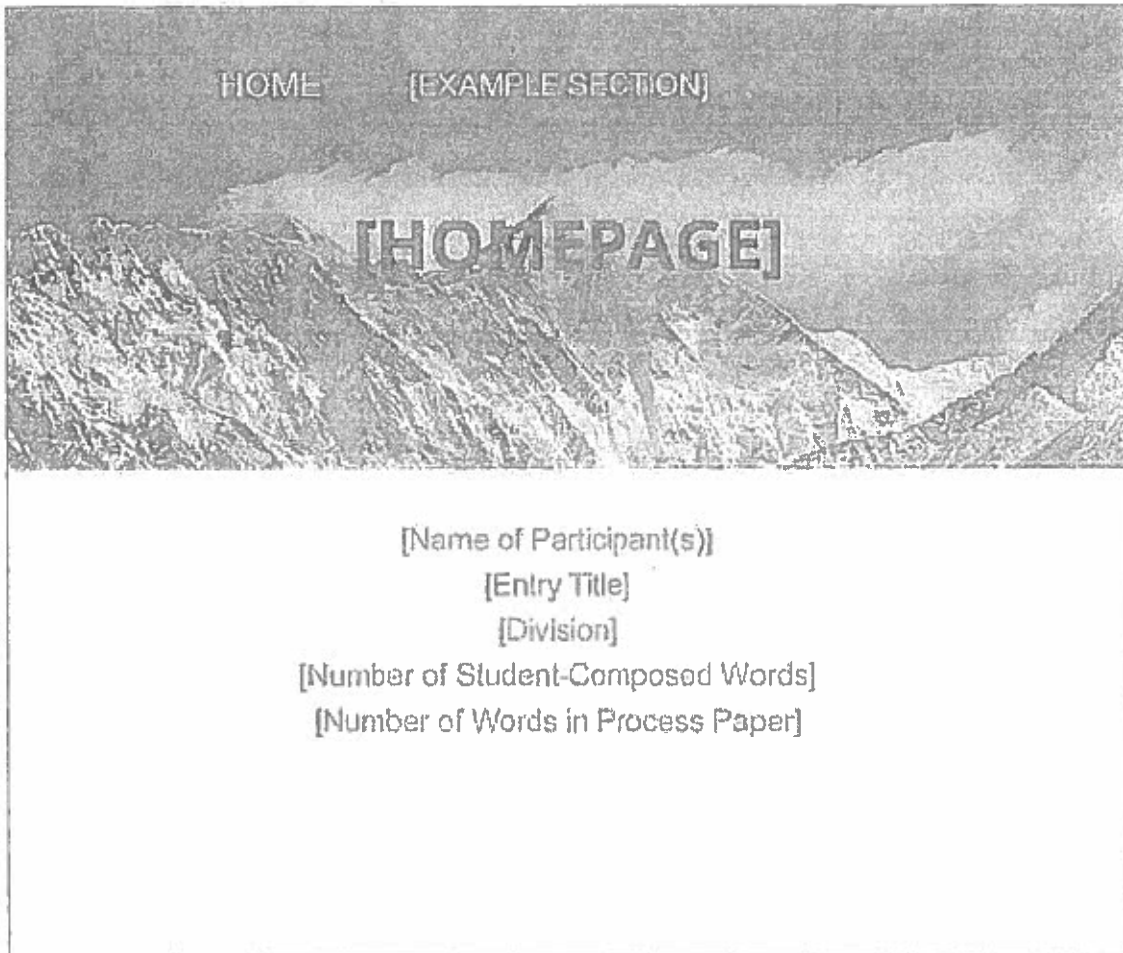 HOME [EXAMPLE SECTION]
[HOMEPAGE]
[Name of Participant(s)]
[Entry Title]
[Division]
[Number of Student-Composed Words]
[Number of Words in Process Paper]